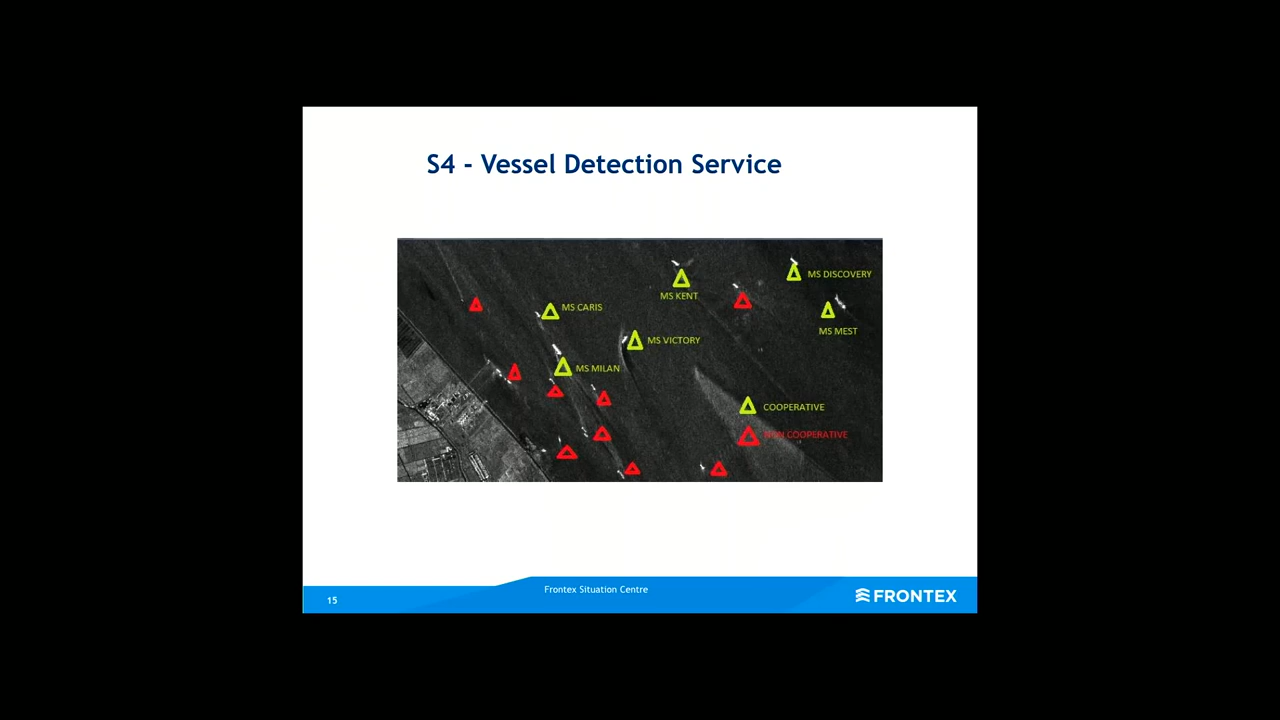 S4 - Vessel Detection Service
MS DISCOVERY
MS KENT
MS CARIS
MS MEST
MS VICTORY
MS MILAN
COOPERATIVE
NON COOPERATIVE
Frontex Situation Centre
15
FRONTEX